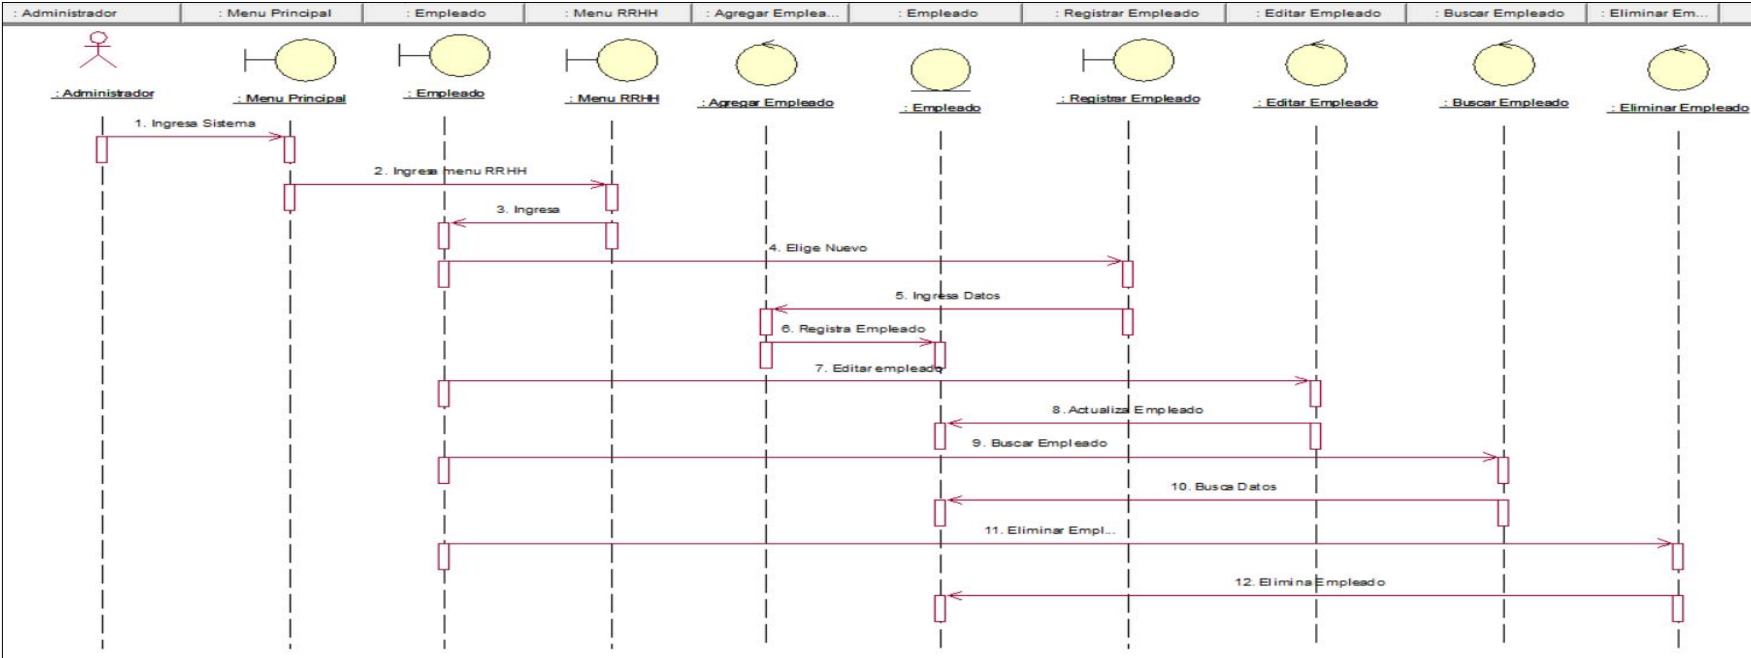 : Administrador
: Menu Principal
: Empleado
: Menu RRHH
: Agregar Emplea...
: Empleado
: Registrar Empleado
: Editar Empleado
: Buscar Empleado
: Eliminar Em...
: Administrador
: Menu Principal
: Empleado
: Menu RRHH
: Agregar Empleado
: Empleado
: Registrar Empleado
: Editar Empleado
: Buscar Empleado
: Eliminar Empleado
1. Ingresa Sistema
2. Ingresa menu RRHH
3. Ingresa
4. Elige Nuevo
5. Ingresa Datos
6. Registra Empleado
7. Editar empleado
8. Actualiza Empleado
9. Buscar Empleado
10. Busca Datos
11. Eliminar Empl...
12. Elimina Empleado